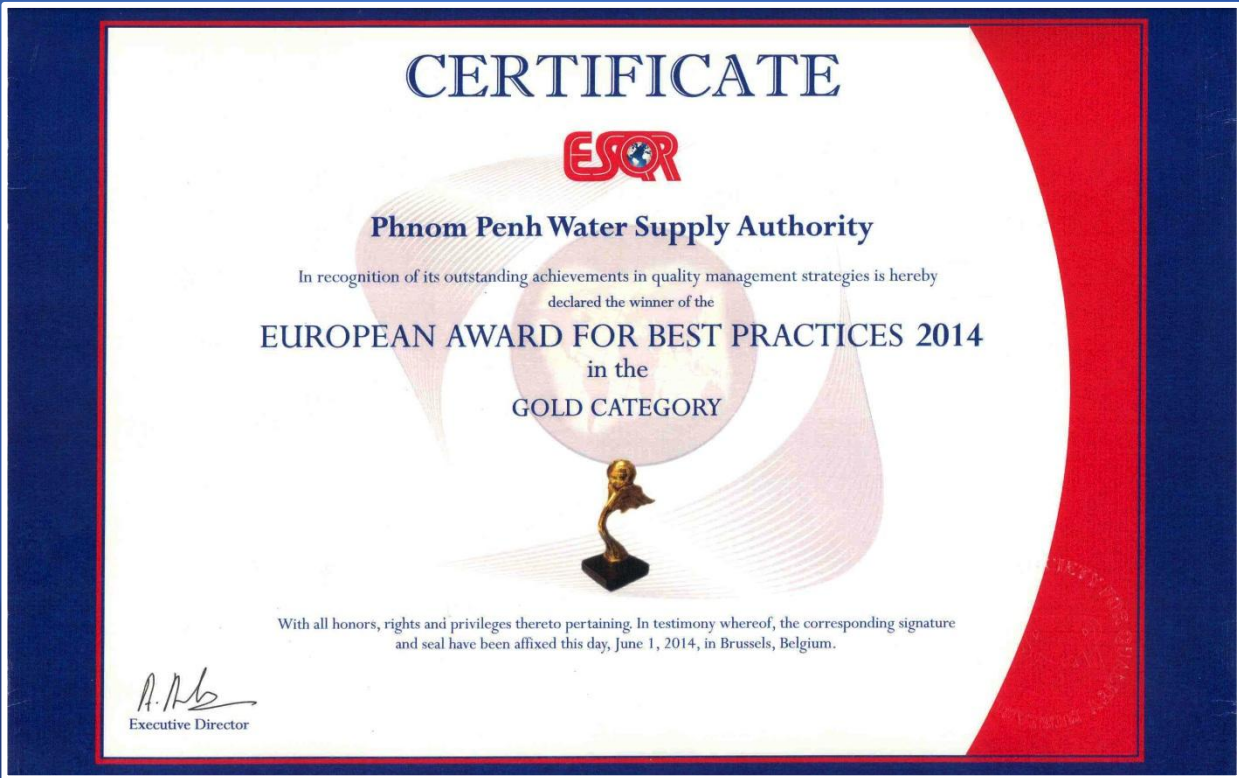 CERTIFICATE
ESQR
Phnom Penh Water Supply Authority
In recognition of its outstanding achievements in quality management strategies is hereby
declared the winner of the
EUROPEAN AWARD FOR BEST PRACTICES 2014
in the
GOLD CATEGORY
With all honors, rights and privileges thereto pertaining. In testimony whereof, the corresponding signature
and seal have been affixed this day, June 1, 2014, in Brussels, Belgium.
Executive Director